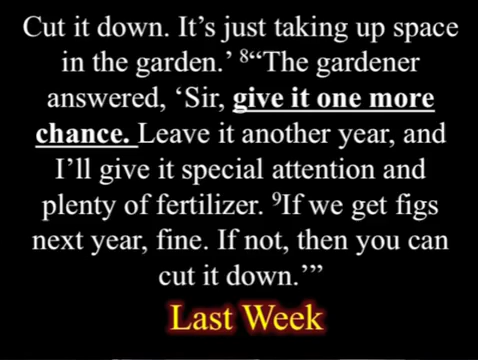 Cut it down. It’s just taking up space
in the garden.’ ⁸“The gardener
answered, ‘Sir, give it one more
chance. Leave it another year, and
I’ll give it special attention and
plenty of fertilizer. ⁹If we get figs
next year, fine. If not, then you can
cut it down.’”
Last Week